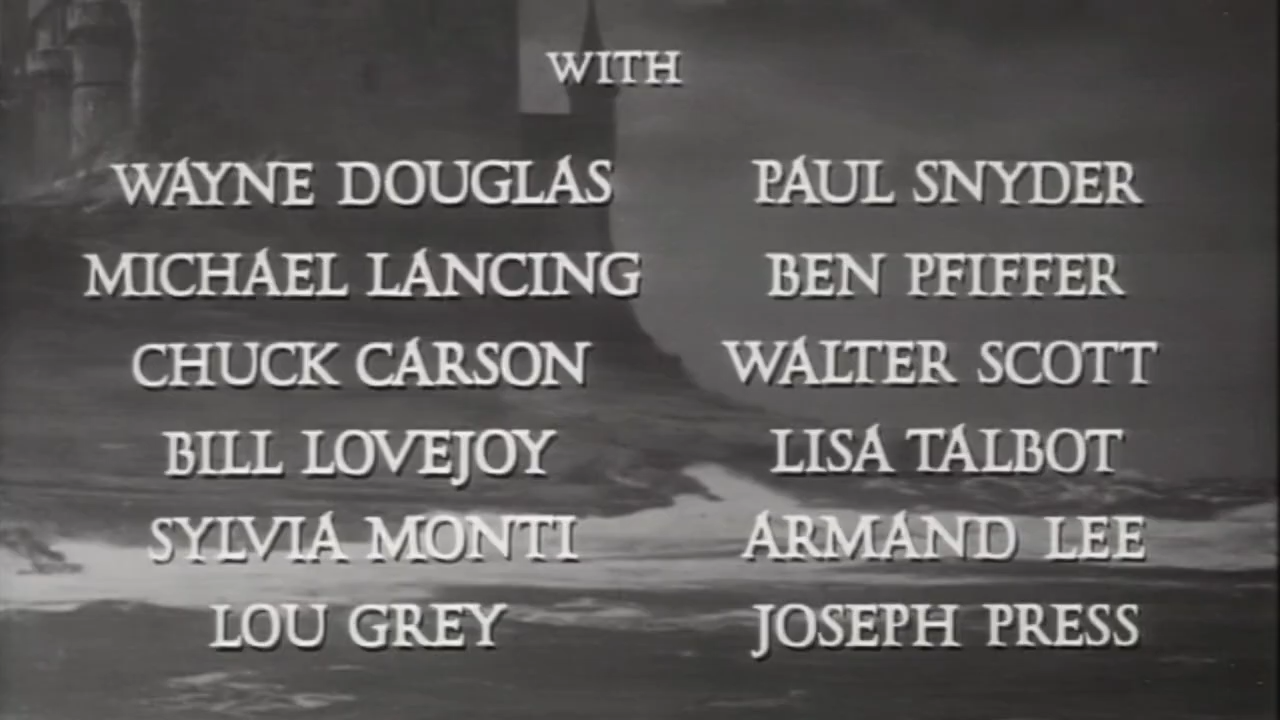 WITH
WAYNE DOUGLAS
PAUL SNYDER
MICHAEL LANCING
BEN PFIFFER
CHUCK CARSON
WALTER SCOTT
BILL LOVEJOY
LISA TALBOT
SYLVIA MONTI
ARMAND LEE
LOU GREY
JOSEPH PRESS